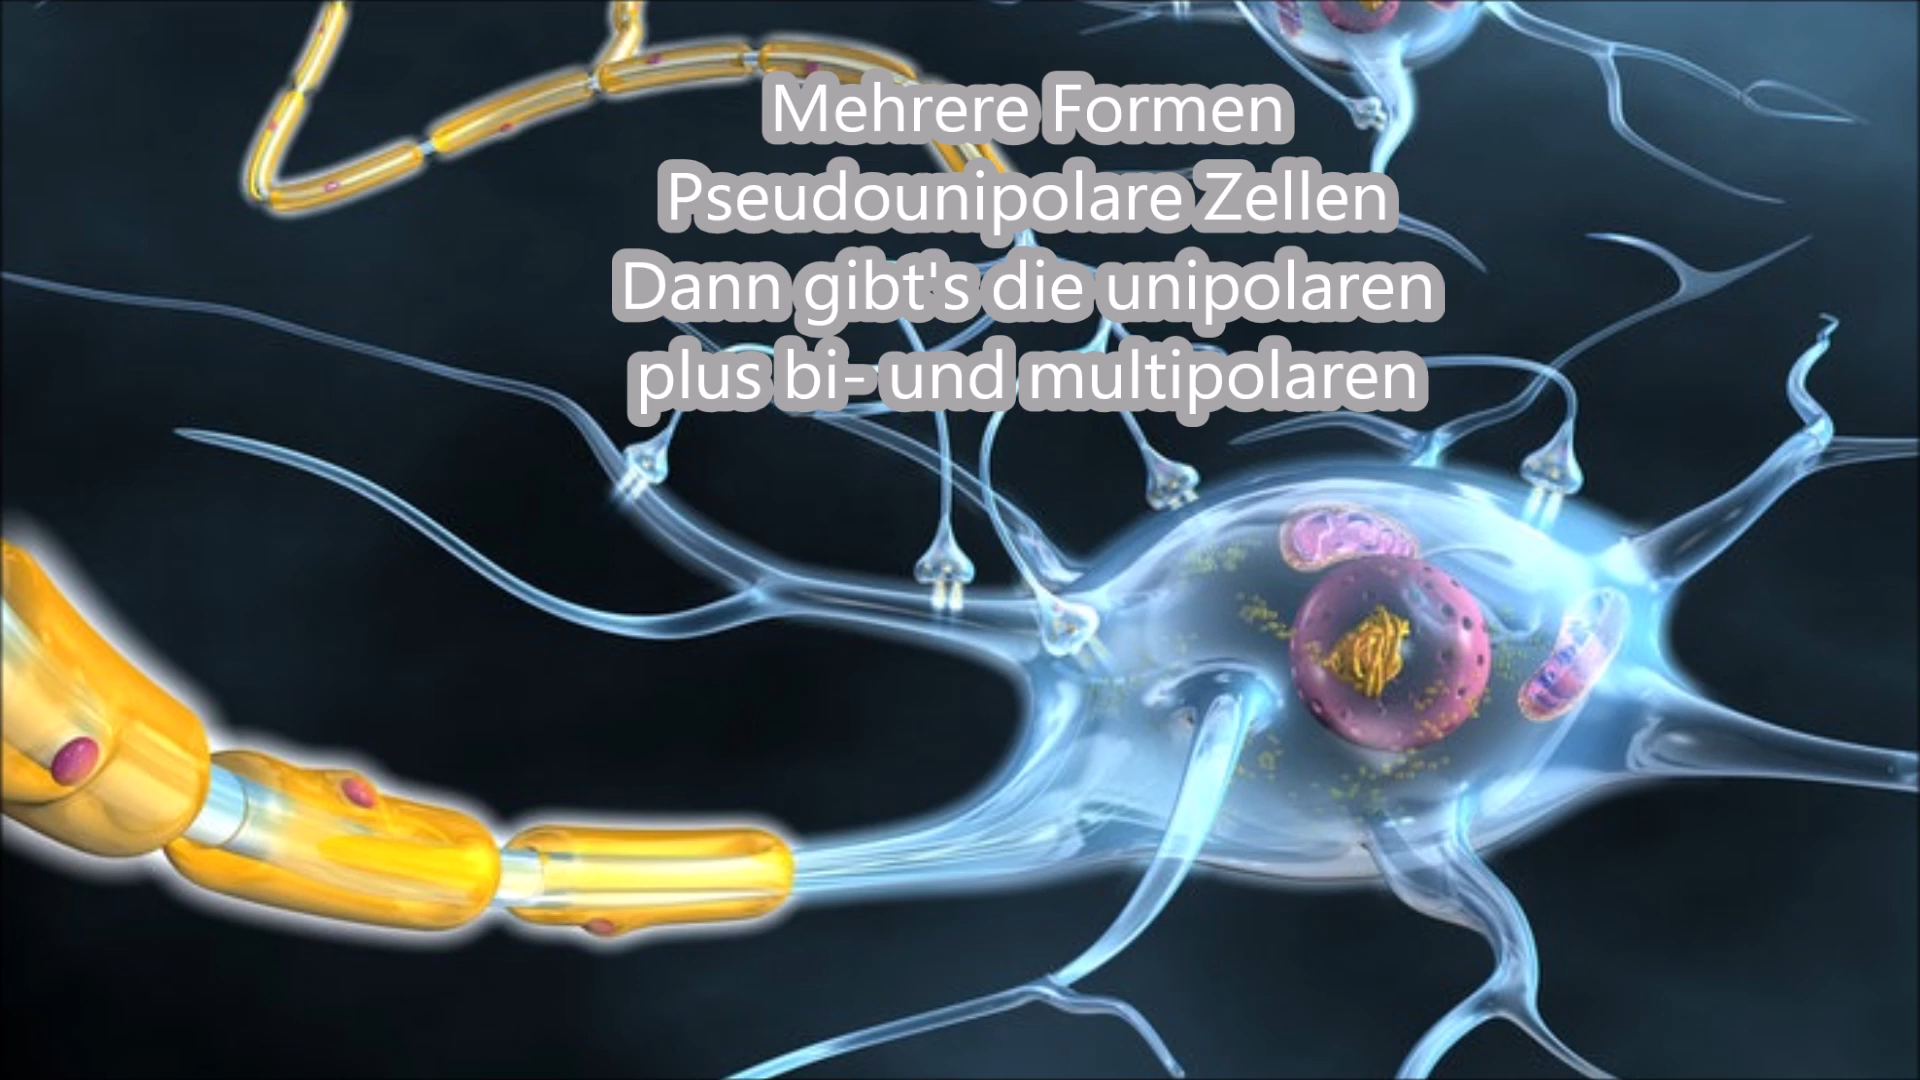 Mehrere Formen
Pseudounipolare Zellen
Dann gibt's die unipolaren
plus bi- und multipolaren